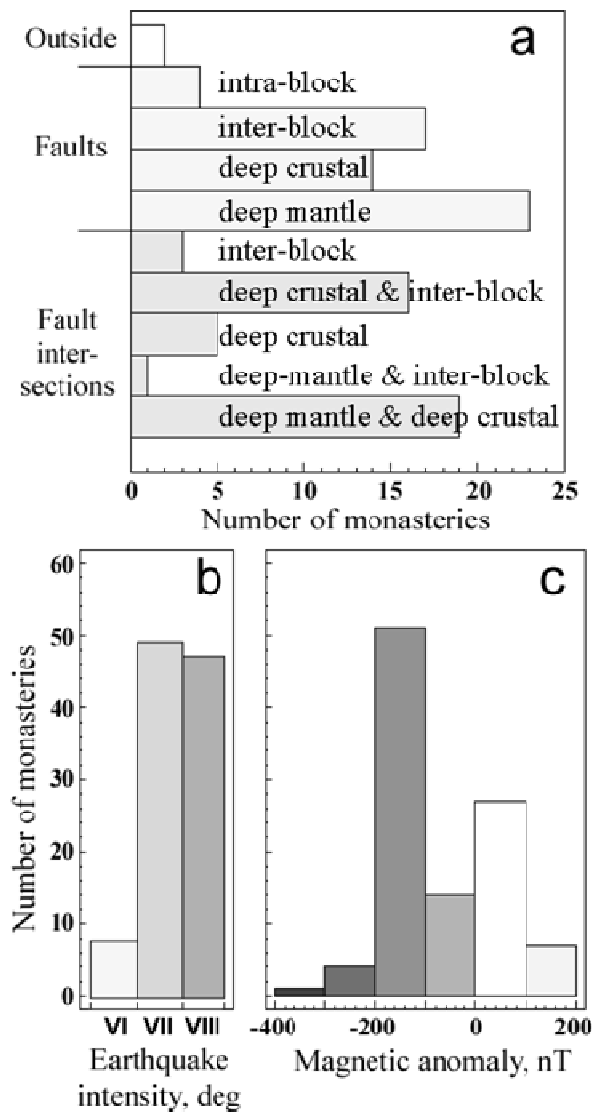 a
Outside
intra-block
inter-block
Faults
deep crustal
deep mantle
inter-block
deep crustal & inter-block
Fault
inter-
sections
deep crustal
deep-mantle & inter-block
deep mantle & deep crustal
0 5 10 15 20 25
Number of monasteries
b
c
60
50
40
30
20
10
0
Number of monasteries
VI VII VIII
Earthquake
intensity, deg
-400 -200 0 200
Magnetic anomaly, nT